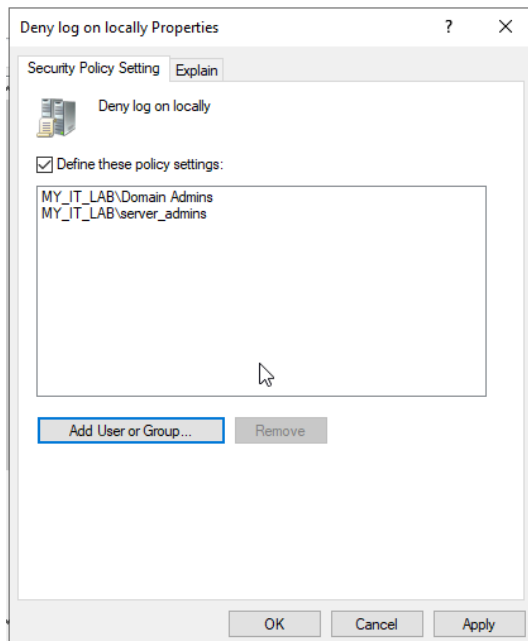 Deny log on locally Properties
?
Security Policy Setting
Explain
Deny log on locally
Define these policy settings:
MY_IT_LAB\Domain Admins
MY_IT_LAB\server_admins
Add User or Group...
Remove
OK
Cancel
Apply